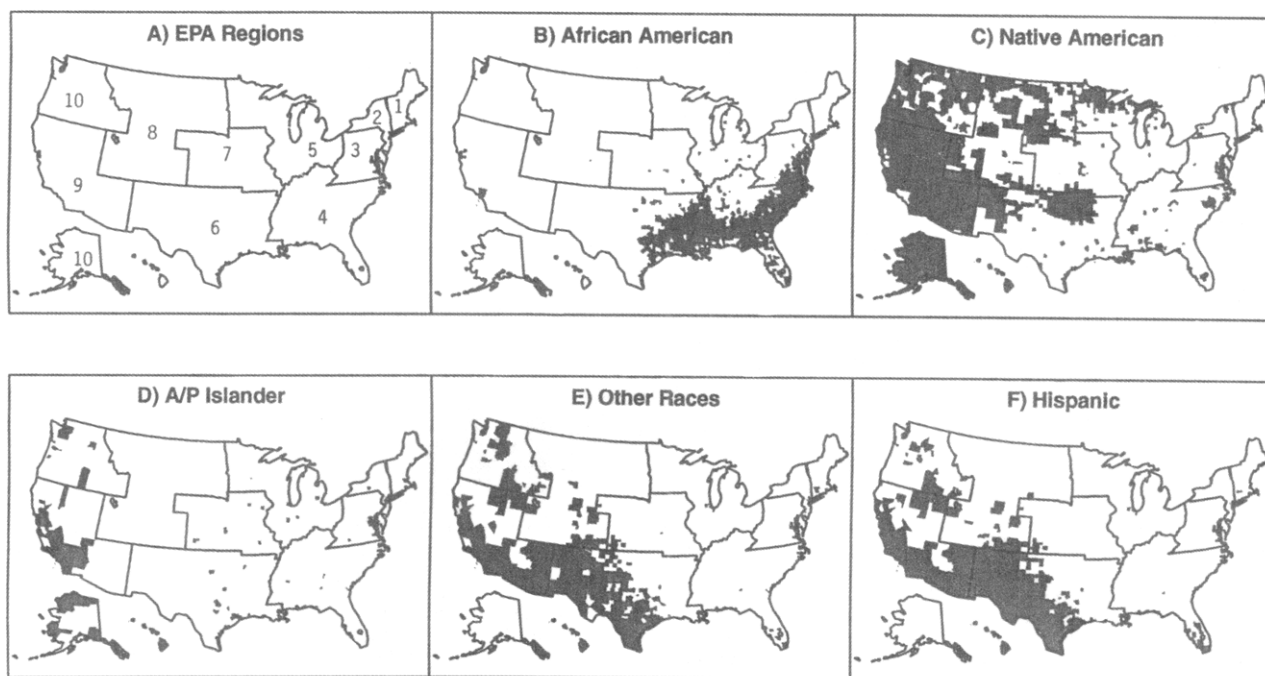 A) EPA Regions
B) African American
C) Native American
10
8
7
5
2
1
3
9
6
4
10
D) A/P Islander
E) Other Races
F) Hispanic